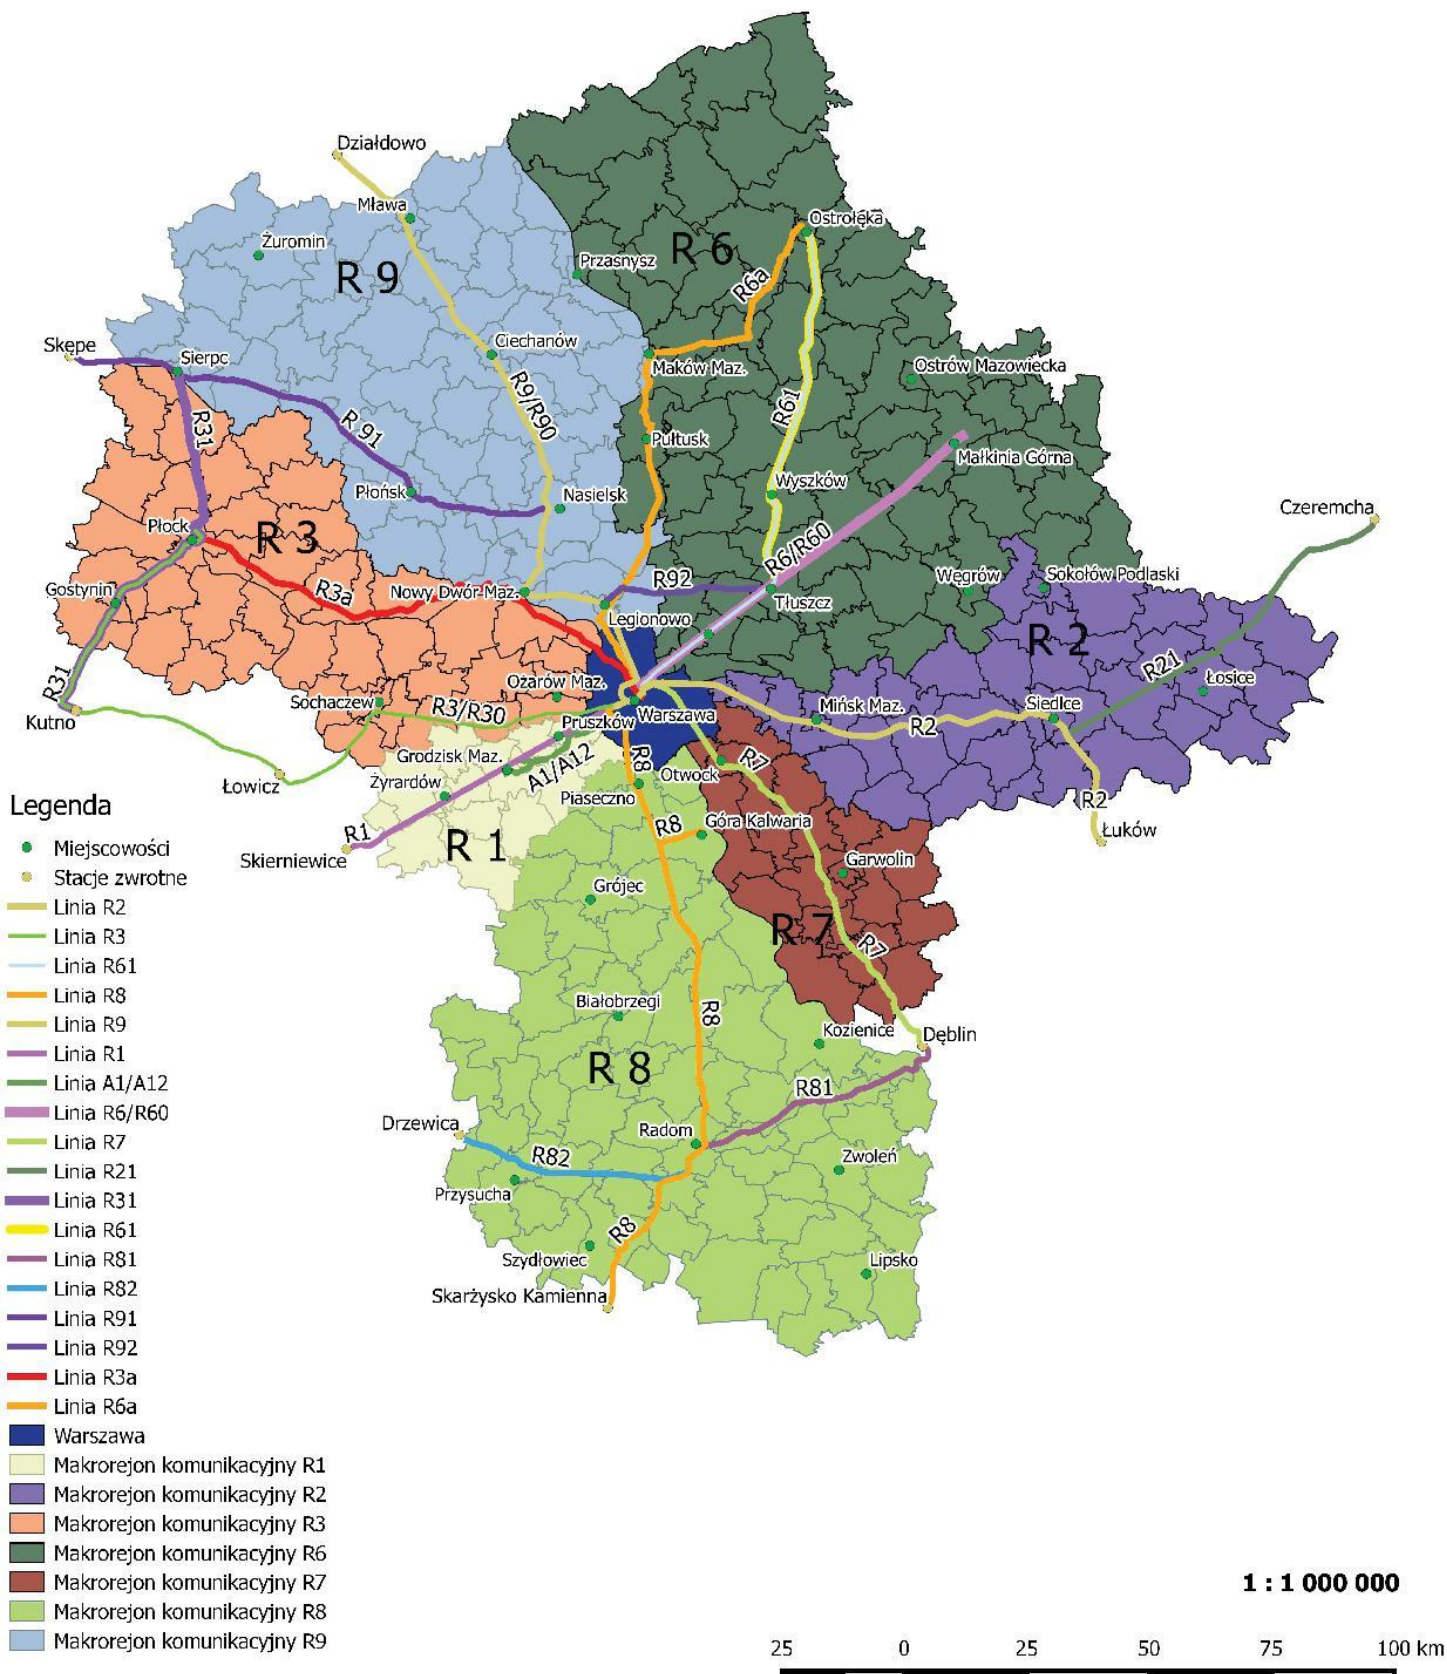 Działdowo
Mława
Ostrołęka
Żuromin
R 9
Przasnysz
R 6
R6a
Skępe
Sierpc
Ciechanów
Maków Maz.
Ostrów Mazowiecka
R31
R 91
R9/R90
R61
Pułtusk
Małkinia Górna
Płońsk
Nasielsk
Wyszków
Czeremcha
Płock
R 3
R6/R60
Gostynin
R3a
Nowy Dwór Maz.
R92
Tłuszcz
Węgrów
Sokołów Podlaski
Legionowo
R 2
R31
Kutno
Sochaczew
Ożarów Maz.
R3/R30
Pruszków
Warszawa
Mińsk Maz.
R2
Siedlce
R21
Łosice
Grodzisk Maz.
A1/A12
R8
Otwock
R7
Łowicz
Żyrardów
Piaseczno
R2
Łuków
R1
Skierniewice
R 1
R8
Góra Kalwaria
Garwolin
Grójec
R 7
R7
Białobrzegi
R8
Kozienice
Dęblin
R 8
R81
Drzewica
Radom
R82
Zwoleń
Przysucha
R8
Szydłowiec
Lipsko
Skarżysko Kamienna
Legenda
Miejscowości
Stacje zwrotne
Linia R2
Linia R3
Linia R61
Linia R8
Linia R9
Linia R1
Linia A1/A12
Linia R6/R60
Linia R7
Linia R21
Linia R31
Linia R61
Linia R81
Linia R82
Linia R91
Linia R92
Linia R3a
Linia R6a
Warszawa
Makrorejon komunikacyjny R1
Makrorejon komunikacyjny R2
Makrorejon komunikacyjny R3
Makrorejon komunikacyjny R6
Makrorejon komunikacyjny R7
Makrorejon komunikacyjny R8
Makrorejon komunikacyjny R9
1 : 1 000 000
25 0 25 50 75 100 km